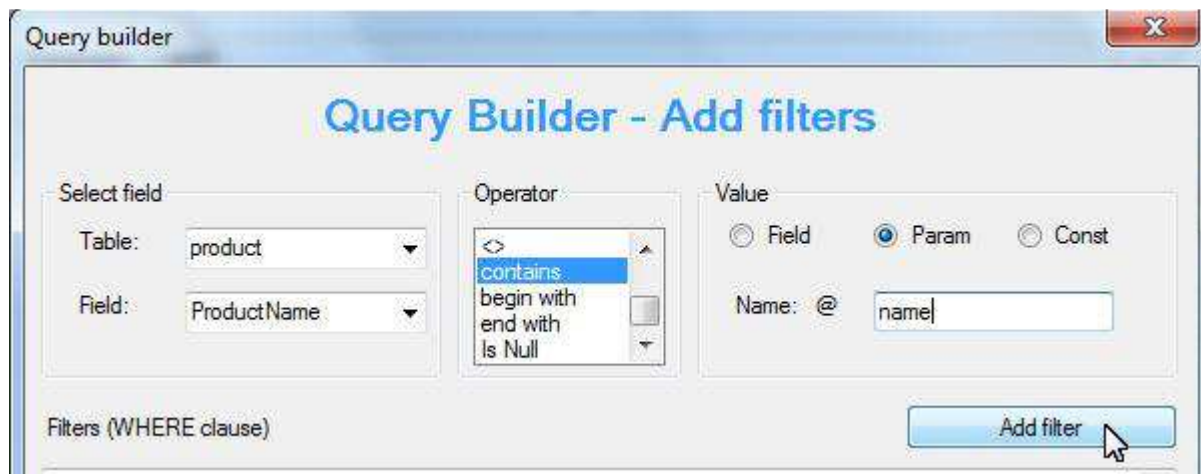 Query builder
Query Builder - Add filters
Select field
Table:
product
Field:
ProductName
Operator
<>
contains
begin with
end with
Is Null
Value
Field
Param
Const
Name: @
name
Filters (WHERE clause)
Add filter